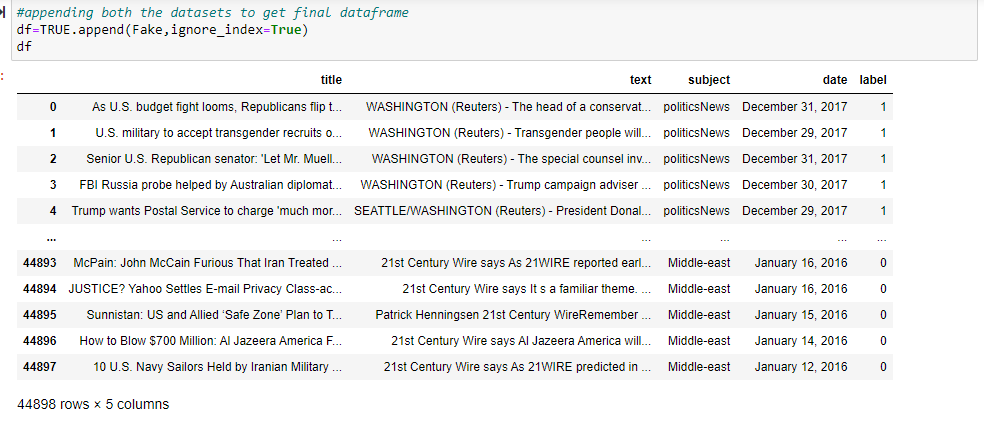 #appending both the datasets to get final dataframe
df=TRUE.append(Fake,ignore_index=True)
df
title text subject date label
0 As U.S. budget fight looms, Republicans flip t... WASHINGTON (Reuters) - The head of a conservat... politicsNews December 31, 2017 1
1 U.S. military to accept transgender recruits o... WASHINGTON (Reuters) - Transgender people will... politicsNews December 29, 2017 1
2 Senior U.S. Republican senator: 'Let Mr. Muell... WASHINGTON (Reuters) - The special counsel inv... politicsNews December 31, 2017 1
3 FBI Russia probe helped by Australian diplomat... WASHINGTON (Reuters) - Trump campaign adviser ... politicsNews December 30, 2017 1
4 Trump wants Postal Service to charge 'much mor... SEATTLE/WASHINGTON (Reuters) - President Donal... politicsNews December 29, 2017 1
... ... ... ... ... ...
44893 McPain: John McCain Furious That Iran Treated ... 21st Century Wire says As 21WIRE reported earl... Middle-east January 16, 2016 0
44894 JUSTICE? Yahoo Settles E-mail Privacy Class-ac... 21st Century Wire says It s a familiar theme. ... Middle-east January 16, 2016 0
44895 Sunnistan: US and Allied ‘Safe Zone’ Plan to T... Patrick Henningsen 21st Century WireRemember ... Middle-east January 15, 2016 0
44896 How to Blow $700 Million: Al Jazeera America F... 21st Century Wire says Al Jazeera America will... Middle-east January 14, 2016 0
44897 10 U.S. Navy Sailors Held by Iranian Military ... 21st Century Wire says As 21WIRE predicted in ... Middle-east January 12, 2016 0
44898 rows × 5 columns